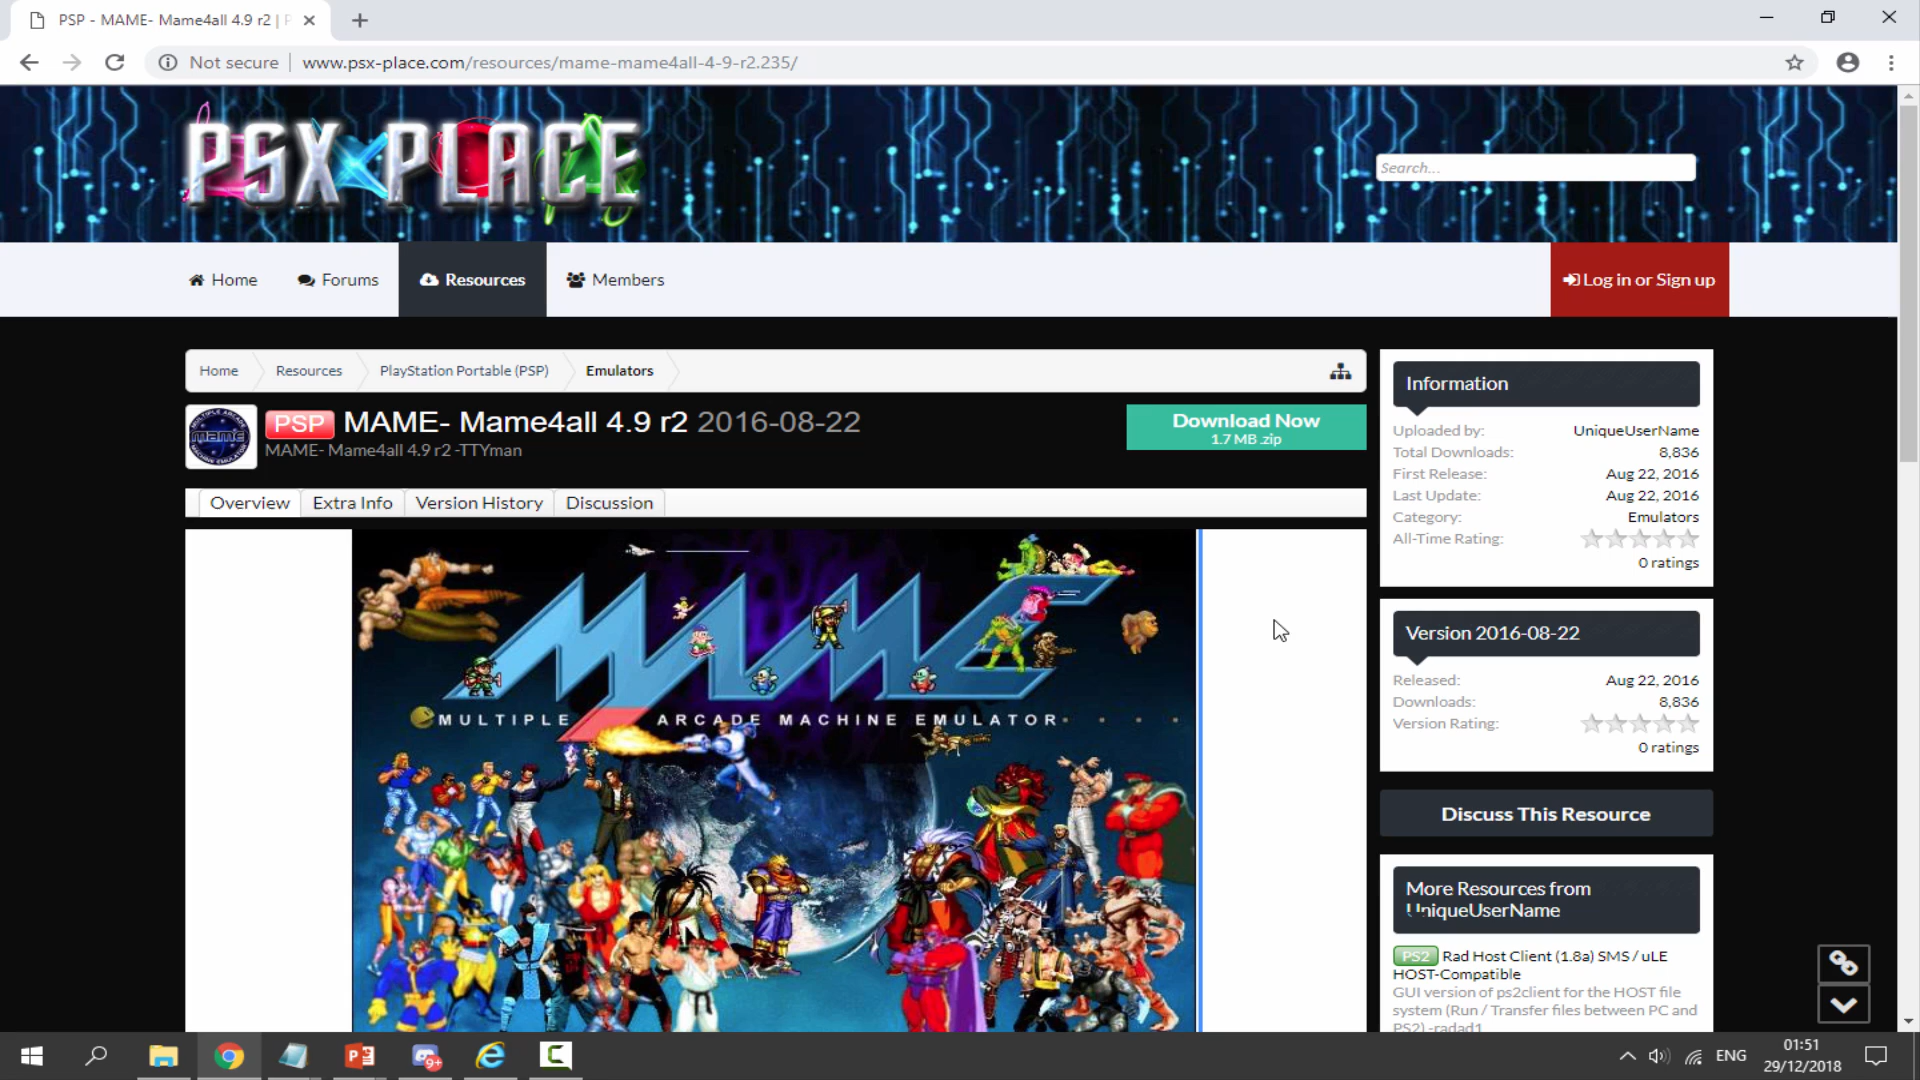 PSP - MAME- Mame4all 4.9 r2 | P
Not secure
www.psx-place.com/resources/mame-mame4all-4-9-r2.235/
PSX PLACE
Search...
Home
Forums
Resources
Members
Log in or Sign up
Home
Resources
PlayStation Portable (PSP)
Emulators
PSP MAME- Mame4all 4.9 r2 2016-08-22
MAME- Mame4all 4.9 r2 -TTYman
mame
Download Now
1.7 MB .zip
Overview
Extra Info
Version History
Discussion
MAME
MULTIPLE ARCADE MACHINE EMULATOR
Information
Uploaded by: UniqueUserName
Total Downloads: 8,836
First Release: Aug 22, 2016
Last Update: Aug 22, 2016
Category: Emulators
All-Time Rating:
0 ratings
Version 2016-08-22
Released: Aug 22, 2016
Downloads: 8,836
Version Rating:
0 ratings
Discuss This Resource
More Resources from
UniqueUserName
PS2 Rad Host Client (1.8a) SMS / uLE
HOST-Compatible
GUI version of ps2client for the HOST file
system (Run / Transfer files between PC and
PS2) -radad1
9+
ENG
01:51
29/12/2018